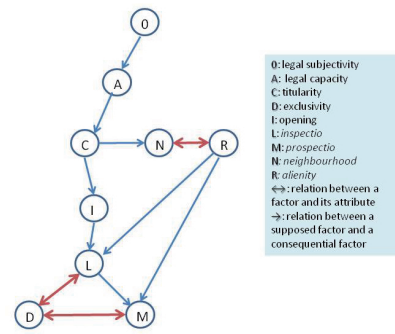 0
A
C
N
R
I
L
D
M
0: legal subjectivity
A: legal capacity
C: titularity
D: exclusivity
I: opening
L: inspectio
M: prospectio
N: neighbourhood
R: alienity
↔: relation between a
factor and its attribute
→: relation between a
supposed factor and a
consequential factor